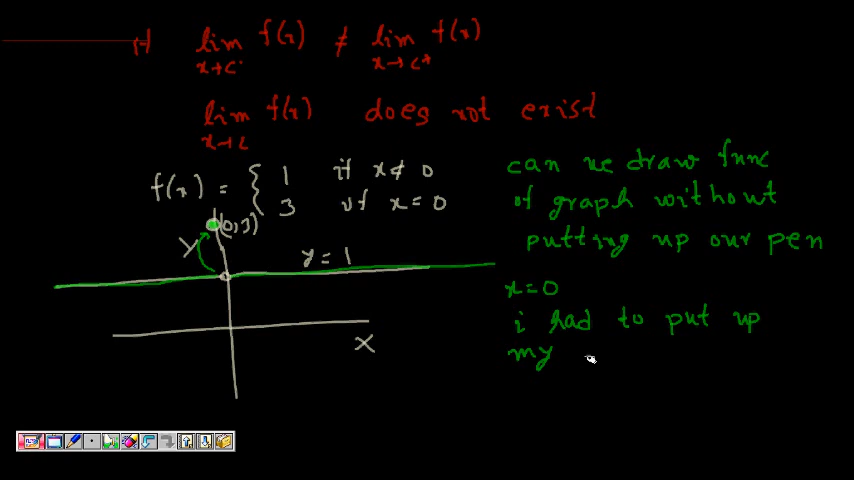 if lim x→c⁻ f(x) ≠ lim x→c⁺ f(x)
lim x→c f(x) does not exist
f(x) = { 1 if x ≠ 0
3 if x = 0
(0,3)
y
y = 1
x
can we draw func
of graph without
putting up our pen
x=0
i had to put up
my